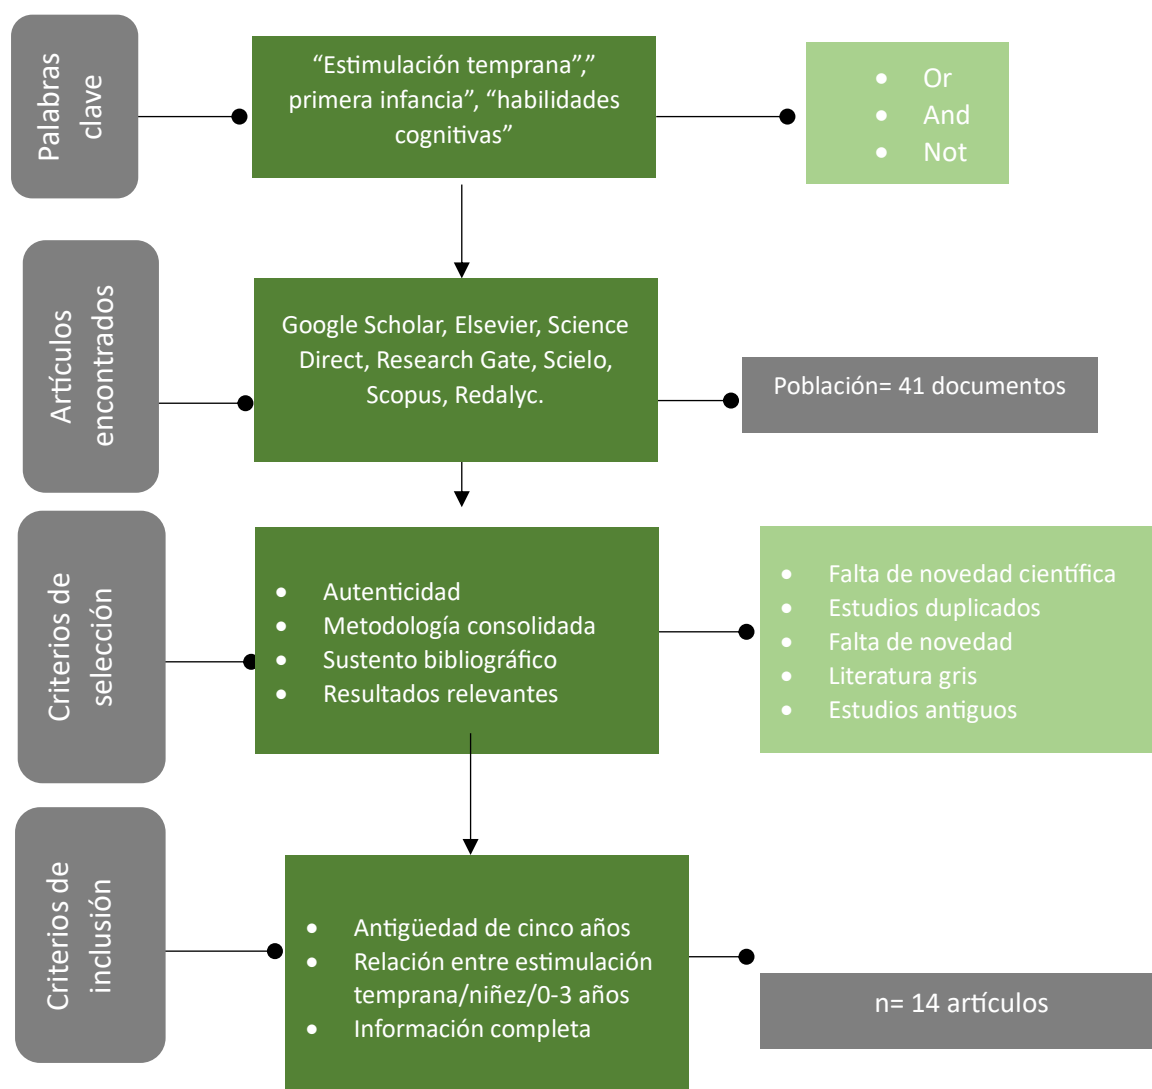 Palabras
clave
“Estimulación temprana”,”
primera infancia”, “habilidades
cognitivas”
• Or
• And
• Not
Artículos
encontrados
Google Scholar, Elsevier, Science
Direct, Research Gate, Scielo,
Scopus, Redalyc.
Población= 41 documentos
Criterios de
selección
• Autenticidad
• Metodología consolidada
• Sustento bibliográfico
• Resultados relevantes
• Falta de novedad científica
• Estudios duplicados
• Falta de novedad
• Literatura gris
• Estudios antiguos
Criterios de
inclusión
• Antigüedad de cinco años
• Relación entre estimulación
temprana/niñez/0-3 años
• Información completa
n= 14 artículos